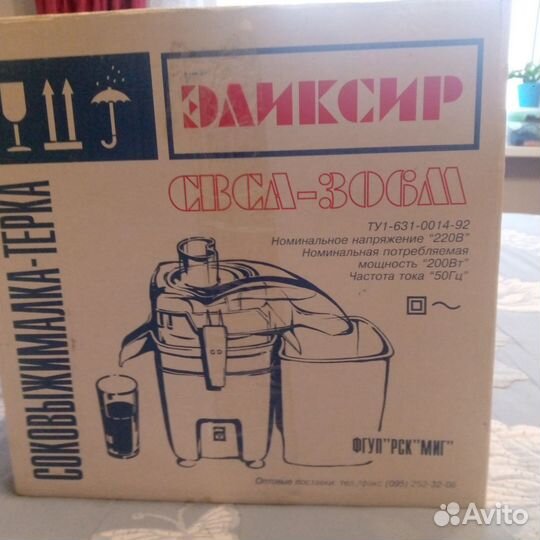 ЭЛИКСИР
СВСА-306М
ТУ1-631-0014-92
Номинальное напряжение "220В"
Номинальная потребляемая
мощность "200Вт"
Частота тока "50Гц"
СОКОВЫЖИМАЛКА-ТЕРКА
ФГУП"РСК"МИГ"
Оптовые поставки: тел./факс (095) 252-32-06
Avito